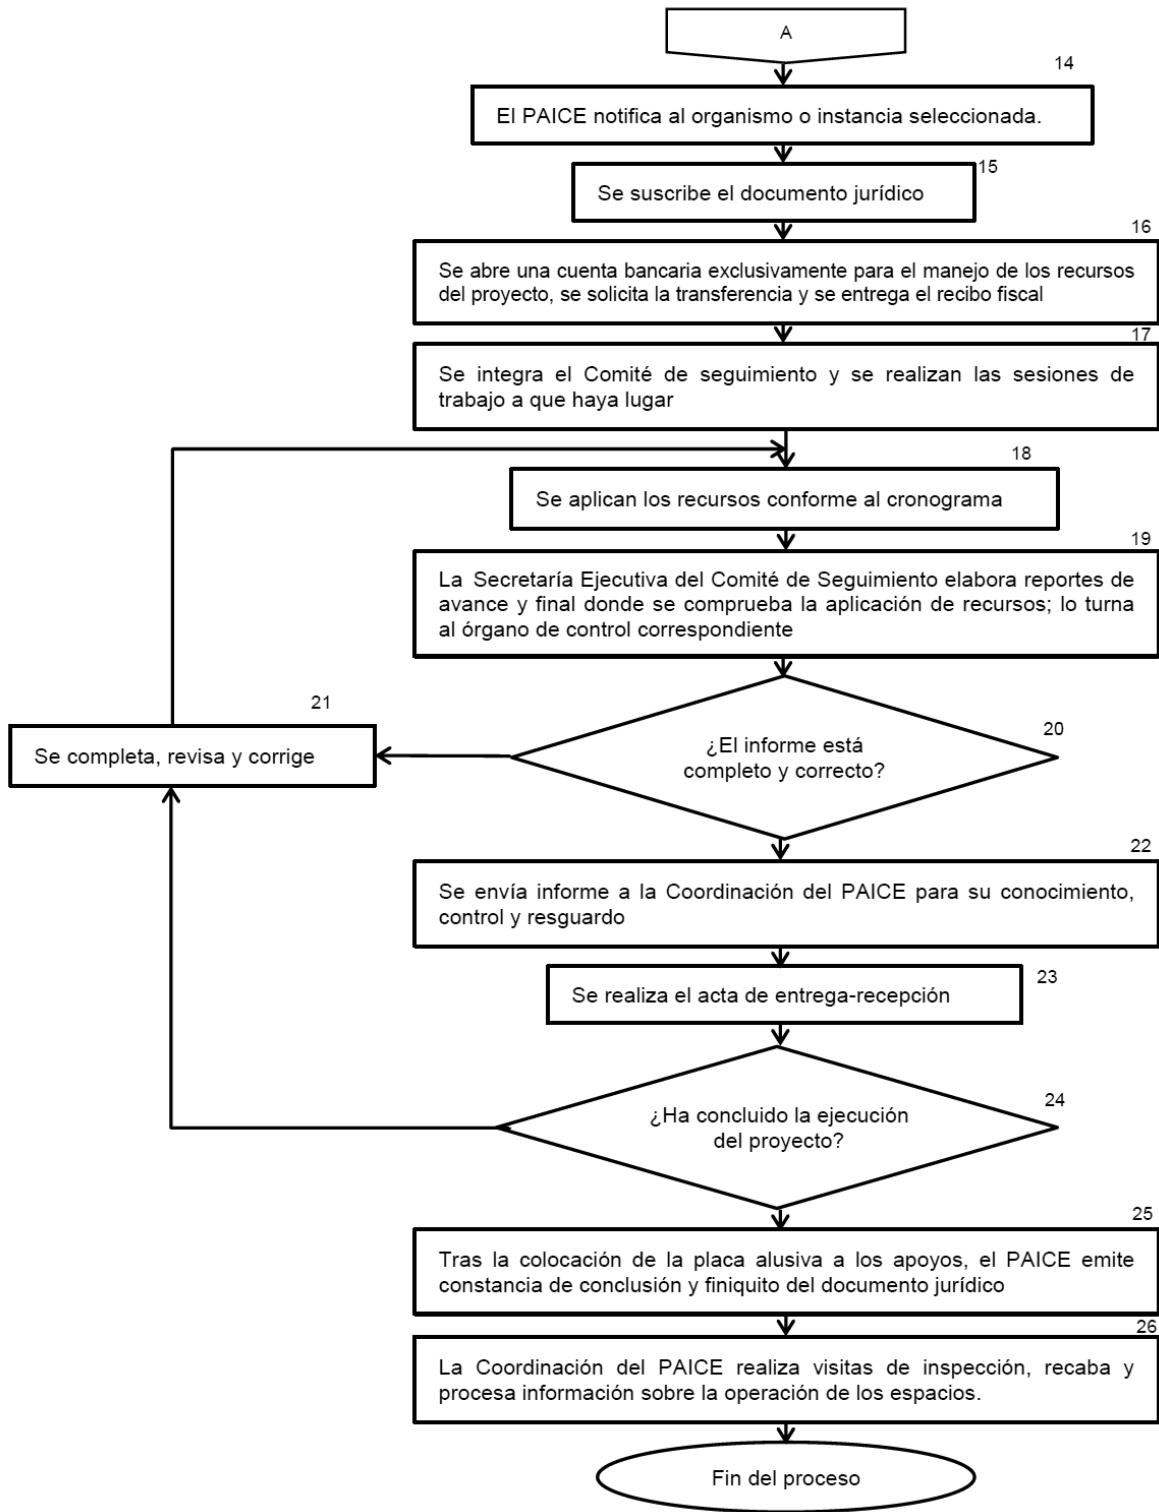 A
14
El PAICE notifica al organismo o instancia seleccionada.
15
Se suscribe el documento jurídico
16
Se abre una cuenta bancaria exclusivamente para el manejo de los recursos
del proyecto, se solicita la transferencia y se entrega el recibo fiscal
17
Se integra el Comité de seguimiento y se realizan las sesiones de
trabajo a que haya lugar
18
Se aplican los recursos conforme al cronograma
19
La Secretaría Ejecutiva del Comité de Seguimiento elabora reportes de
avance y final donde se comprueba la aplicación de recursos; lo turna
al órgano de control correspondiente
20
¿El informe está
completo y correcto?
21
Se completa, revisa y corrige
22
Se envía informe a la Coordinación del PAICE para su conocimiento,
control y resguardo
23
Se realiza el acta de entrega-recepción
24
¿Ha concluido la ejecución
del proyecto?
25
Tras la colocación de la placa alusiva a los apoyos, el PAICE emite
constancia de conclusión y finiquito del documento jurídico
26
La Coordinación del PAICE realiza visitas de inspección, recaba y
procesa información sobre la operación de los espacios.
Fin del proceso